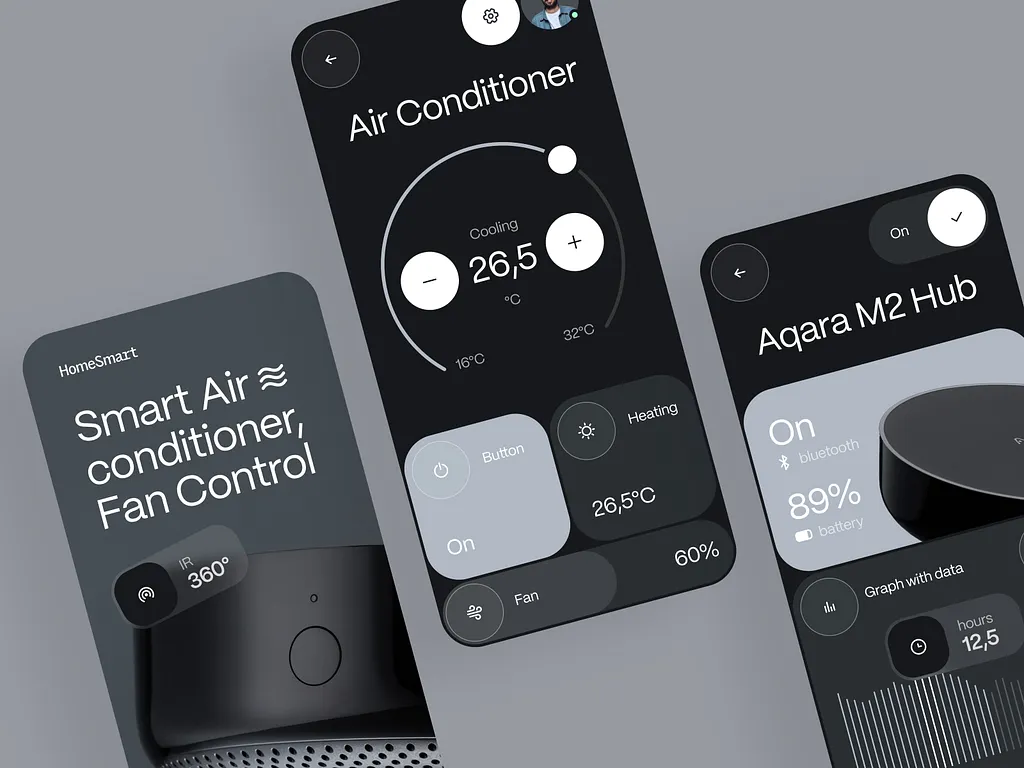 HomeSmart
Smart Air
conditioner,
Fan Control
IR
360°
Air Conditioner
Cooling
26,5
°C
16°C
32°C
Button
On
Heating
26,5°C
Fan
60%
On
Aqara M2 Hub
On
bluetooth
89%
battery
Graph with data
hours
12,5